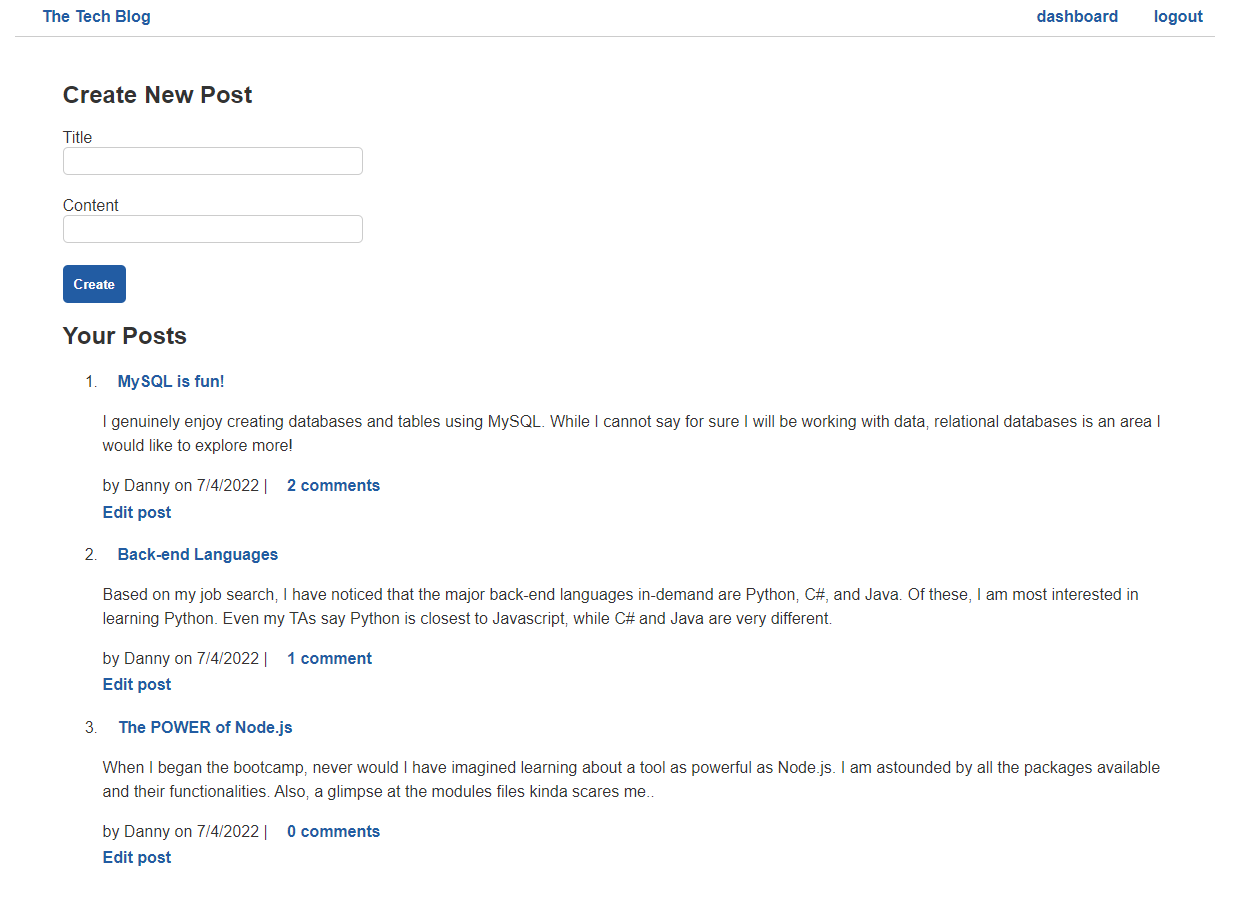 The Tech Blog dashboard logout
Create New Post
Title
Content
Create
Your Posts
1. MySQL is fun!
I genuinely enjoy creating databases and tables using MySQL. While I cannot say for sure I will be working with data, relational databases is an area I
would like to explore more!
by Danny on 7/4/2022 | 2 comments
Edit post
2. Back-end Languages
Based on my job search, I have noticed that the major back-end languages in-demand are Python, C#, and Java. Of these, I am most interested in
learning Python. Even my TAs say Python is closest to Javascript, while C# and Java are very different.
by Danny on 7/4/2022 | 1 comment
Edit post
3. The POWER of Node.js
When I began the bootcamp, never would I have imagined learning about a tool as powerful as Node.js. I am astounded by all the packages available
and their functionalities. Also, a glimpse at the modules files kinda scares me..
by Danny on 7/4/2022 | 0 comments
Edit post